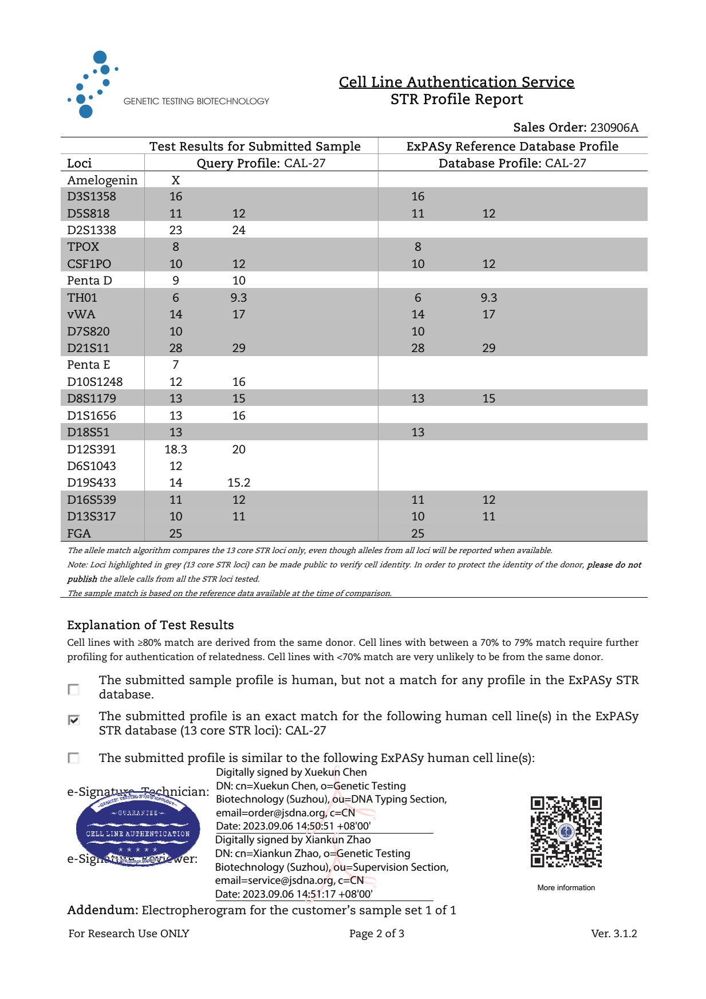 GENETIC TESTING BIOTECHNOLOGY
Cell Line Authentication Service
STR Profile Report
Sales Order: 230906A
Test Results for Submitted Sample ExPASy Reference Database Profile
Loci Query Profile: CAL-27 Database Profile: CAL-27
Amelogenin X
D3S1358 16 16
D5S818 11 12 11 12
D2S1338 23 24
TPOX 8 8
CSF1PO 10 12 10 12
Penta D 9 10
TH01 6 9.3 6 9.3
vWA 14 17 14 17
D7S820 10 10
D21S11 28 29 28 29
Penta E 7
D10S1248 12 16
D8S1179 13 15 13 15
D1S1656 13 16
D18S51 13 13
D12S391 18.3 20
D6S1043 12
D19S433 14 15.2
D16S539 11 12 11 12
D13S317 10 11 10 11
FGA 25 25
The allele match algorithm compares the 13 core STR loci only, even though alleles from all loci will be reported when available.
Note: Loci highlighted in grey (13 core STR loci) can be made public to verify cell identity. In order to protect the identity of the donor, please do not
publish the allele calls from all the STR loci tested.
The sample match is based on the reference data available at the time of comparison.
Explanation of Test Results
Cell lines with ≥80% match are derived from the same donor. Cell lines with between a 70% to 79% match require further
profiling for authentication of relatedness. Cell lines with <70% match are very unlikely to be from the same donor.
The submitted sample profile is human, but not a match for any profile in the ExPASy STR
database.
The submitted profile is an exact match for the following human cell line(s) in the ExPASy
STR database (13 core STR loci): CAL-27
The submitted profile is similar to the following ExPASy human cell line(s):
Digitally signed by Xuekun Chen
DN: cn=Xuekun Chen, o=Genetic Testing
e-Signature, Technician:
Biotechnology (Suzhou), ou=DNA Typing Section,
email=order@jsdna.org, c=CN
Date: 2023.09.06 14:50:51 +08'00'
GENETIC TESTING BIOTECHNOLOGY
GUARANTEE
CELL LINE AUTHENTICATION
Digitally signed by Xiankun Zhao
DN: cn=Xiankun Zhao, o=Genetic Testing
e-Signature, Reviewer:
Biotechnology (Suzhou), ou=Supervision Section,
email=service@jsdna.org, c=CN
Date: 2023.09.06 14:51:17 +08'00'
More information
Addendum: Electropherogram for the customer's sample set 1 of 1
For Research Use ONLY Page 2 of 3 Ver. 3.1.2